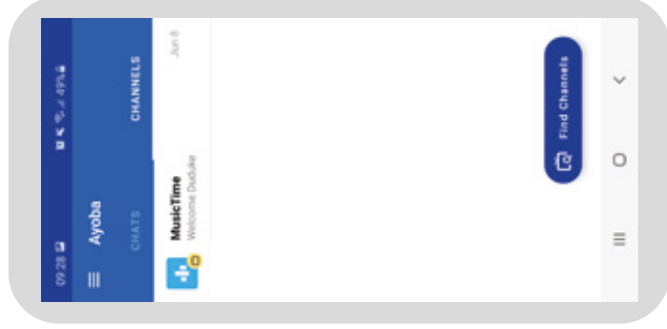 09:28 49%
Ayoba
CHATS CHANNELS
MusicTime Jun 8
Welcome Duduke
Find Channels